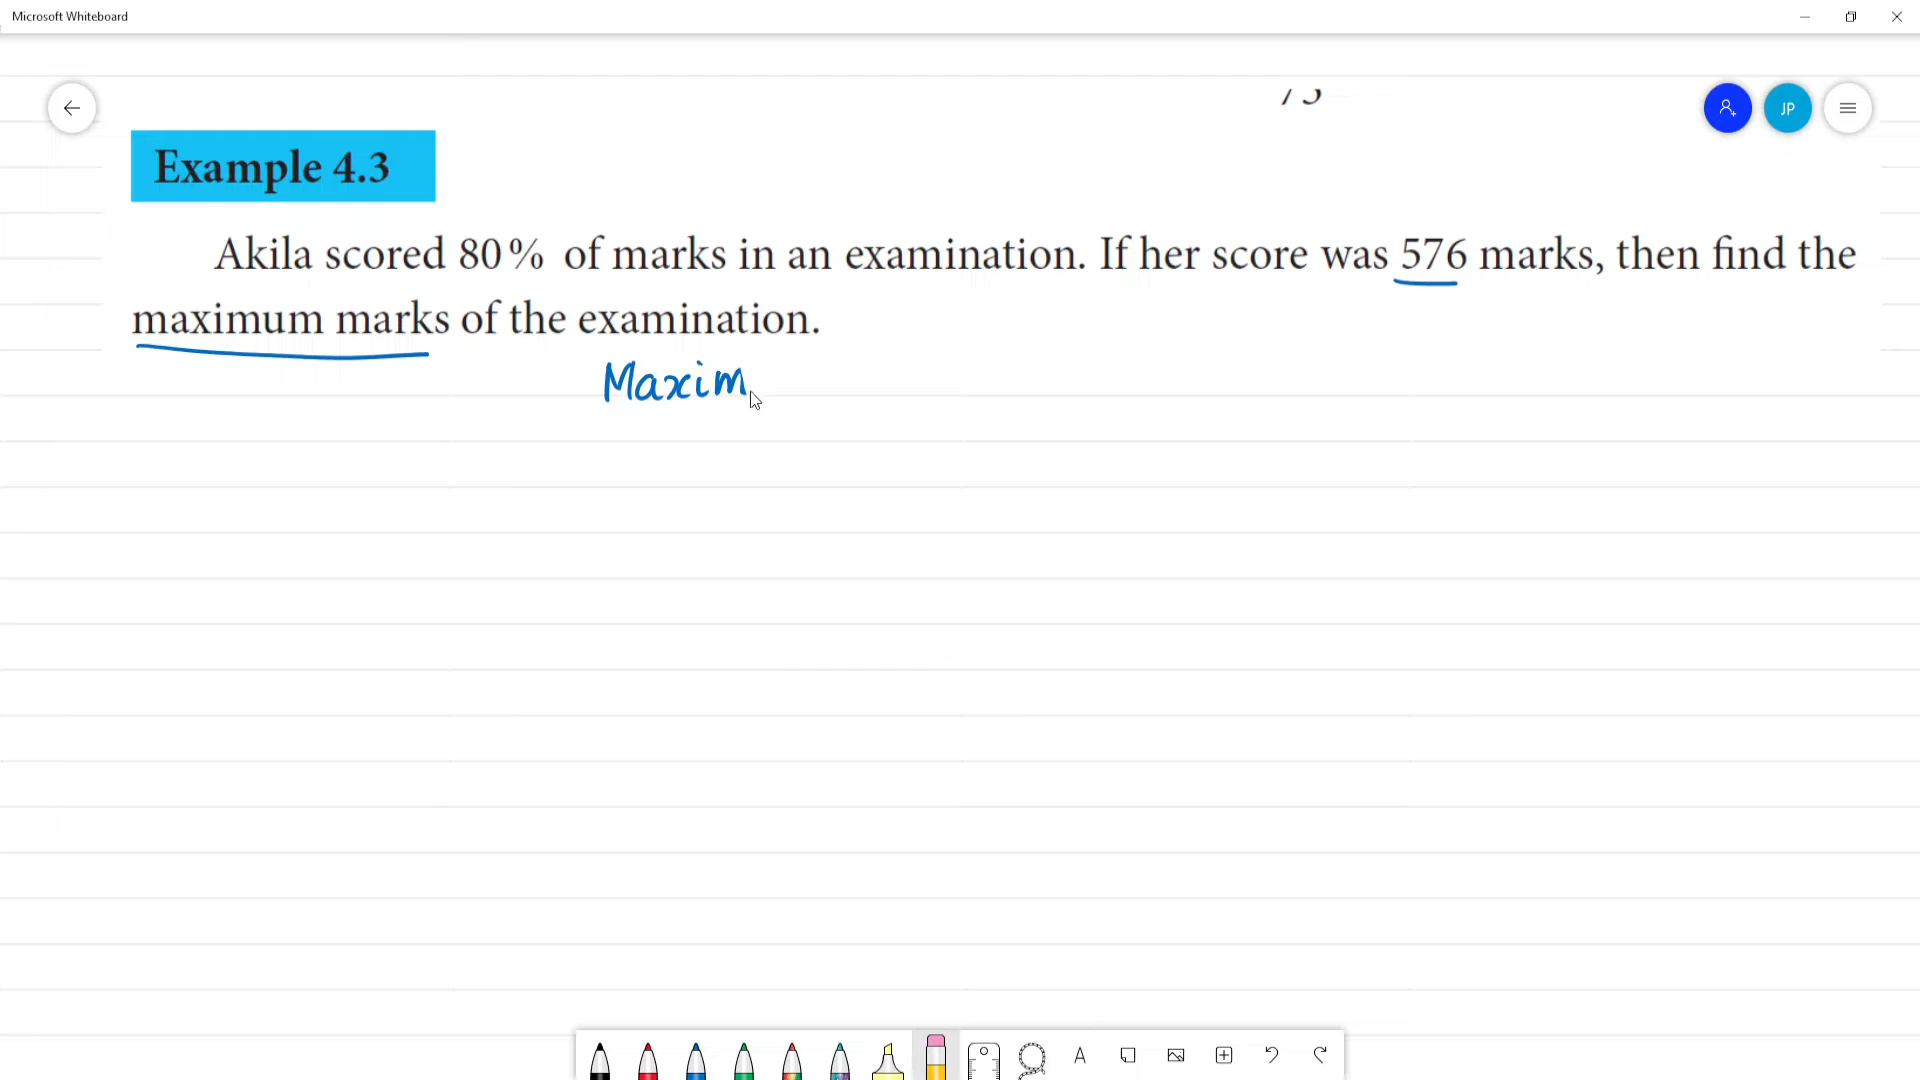 Microsoft Whiteboard
JP
Example 4.3
Akila scored 80% of marks in an examination. If her score was 576 marks, then find the
maximum marks of the examination.
Maxim
A